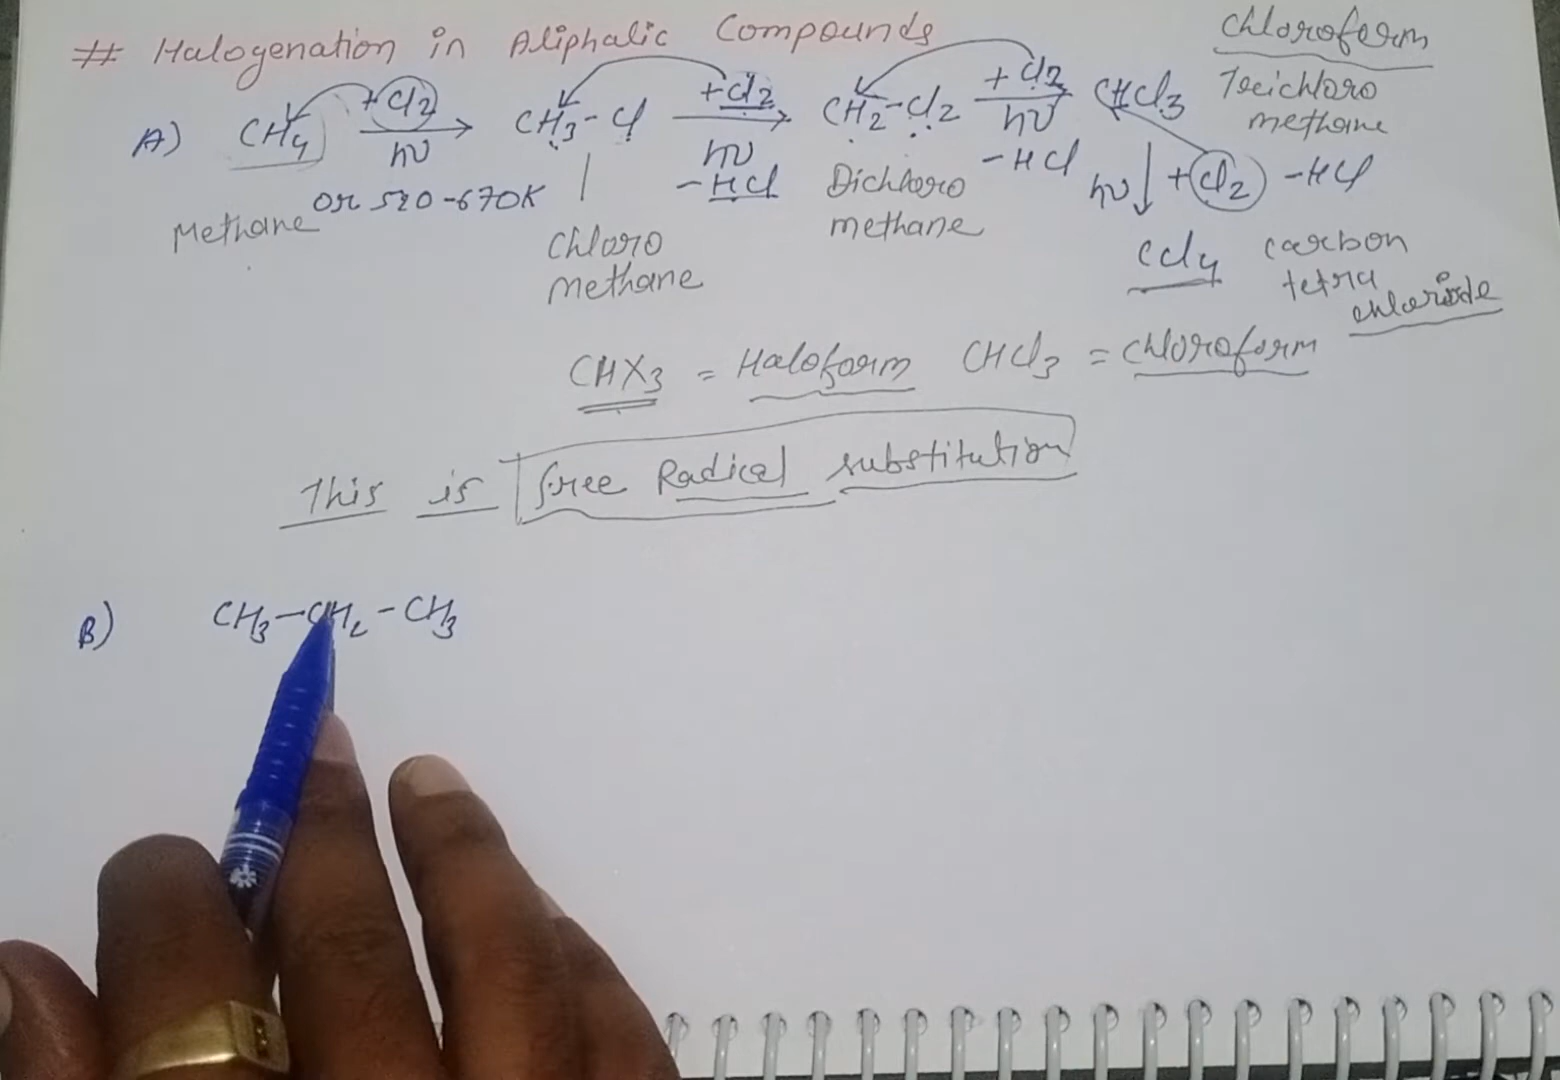 # Halogenation in Aliphalic Compounds
A) CH4 +Cl2 hν or 520-670K CH3-Cl +Cl2 hν -HCl CH2-Cl2 +Cl2 hν -HCl CHCl3
Methane
Chloro
methane
Dichloro
methane
Chloroform
Treichloro
methane
hν +Cl2 -HCl
CCl4 carbon
tetra
chloride
CHX3 = Haloform CHCl3 = Chloroform
This is free Radical substitution
B) CH3-CH2-CH3